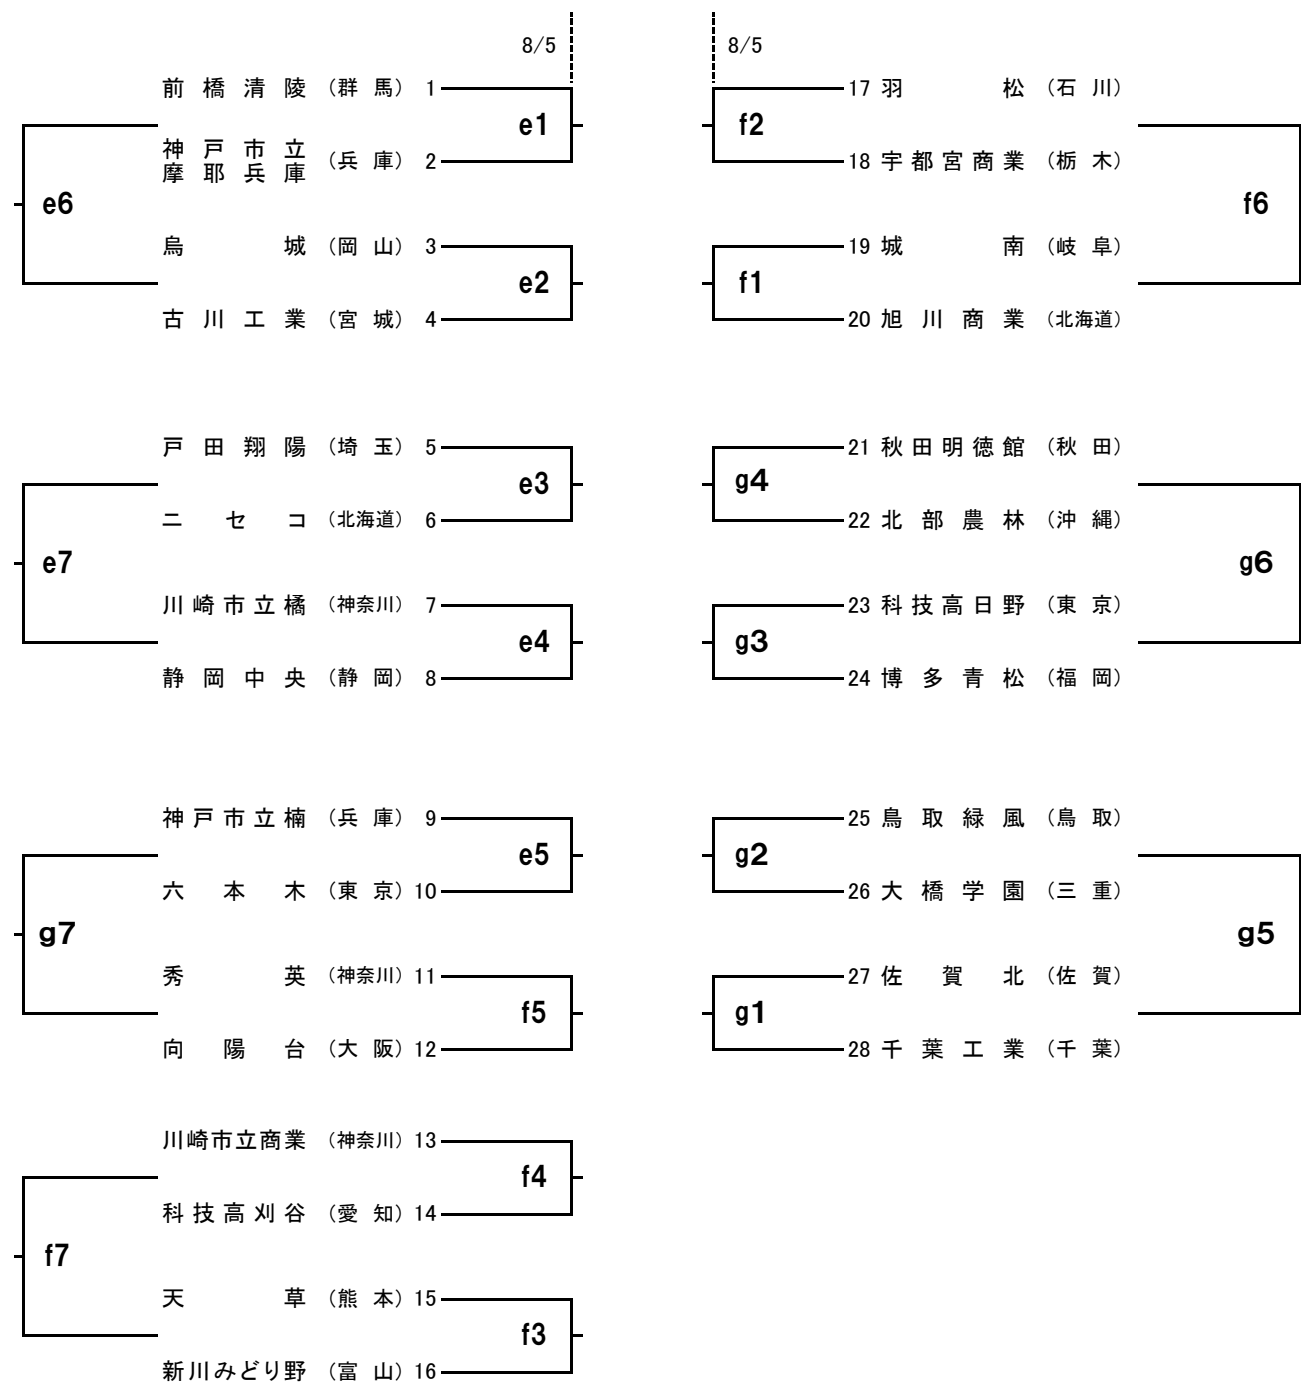 8/5
前橋清陵（群馬）1
e1
神戸市立
摩耶兵庫
（兵庫）2
e6
烏城（岡山）3
e2
古川工業（宮城）4
戸田翔陽（埼玉）5
e3
ニセコ（北海道）6
e7
川崎市立橘（神奈川）7
e4
静岡中央（静岡）8
神戸市立楠（兵庫）9
e5
六本木（東京）10
g7
秀英（神奈川）11
f5
向陽台（大阪）12
川崎市立商業（神奈川）13
f4
科技高刈谷（愛知）14
f7
天草（熊本）15
f3
新川みどり野（富山）16
8/5
17 羽松（石川）
f2
18 宇都宮商業（栃木）
f6
19 城南（岐阜）
f1
20 旭川商業（北海道）
21 秋田明徳館（秋田）
g4
22 北部農林（沖縄）
g6
23 科技高日野（東京）
g3
24 博多青松（福岡）
25 鳥取緑風（鳥取）
g2
26 大橋学園（三重）
g5
27 佐賀北（佐賀）
g1
28 千葉工業（千葉）